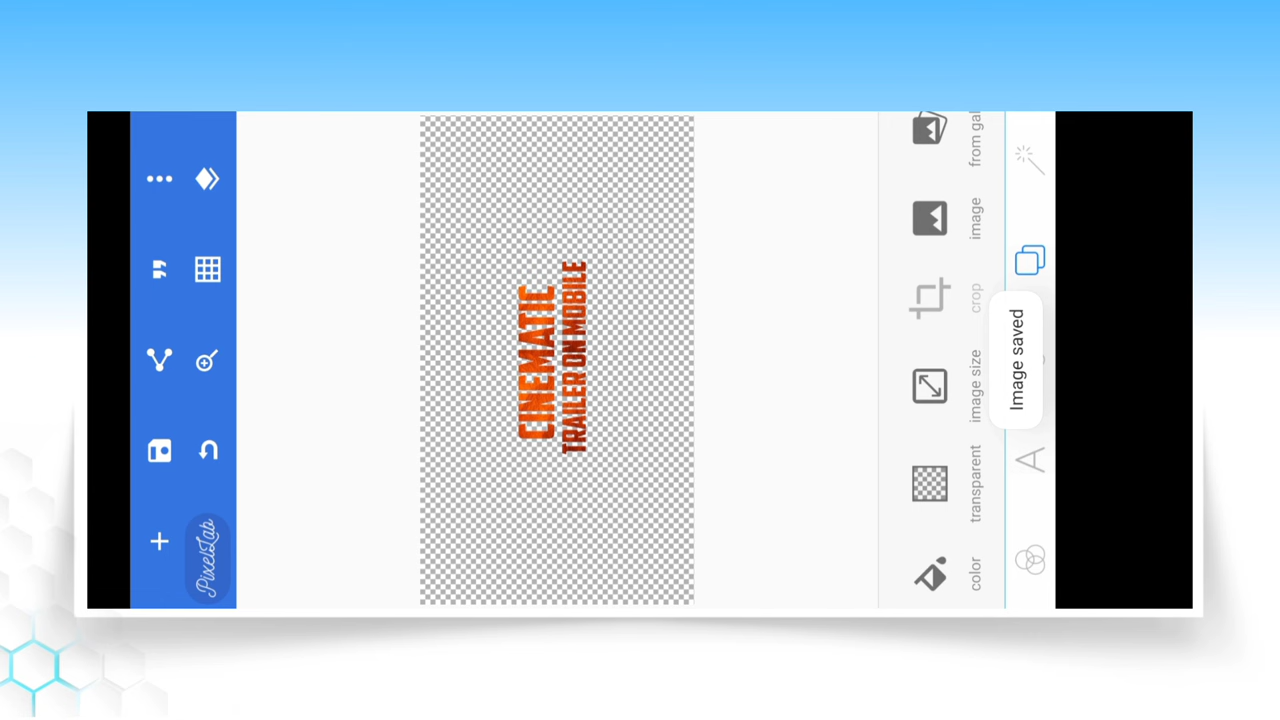 PixelLab
CINEMATIC
TRAILER ON MOBILE
color
transparent
image size
crop
image
from gal
Image saved